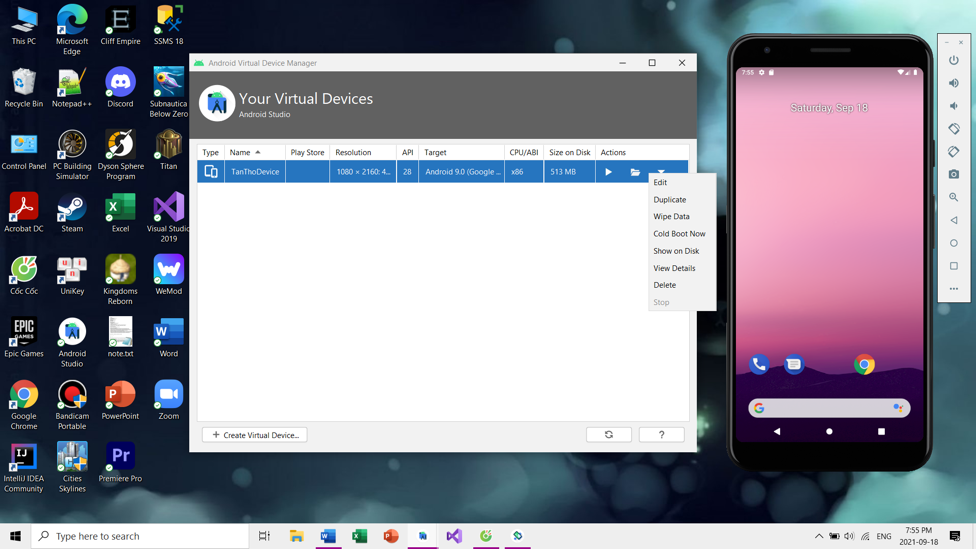 This PC
Microsoft
Edge
Cliff Empire
SSMS 18
Recycle Bin
Notepad++
Discord
Subnautica
Below Zero
Control Panel
PC Building
Simulator
Dyson Sphere
Program
Titan
Acrobat DC
Steam
Excel
Visual Studio
2019
Cốc Cốc
UniKey
Kingdoms
Reborn
WeMod
Epic Games
Android
Studio
note.txt
Word
Google
Chrome
Bandicam
Portable
PowerPoint
Zoom
IntelliJ IDEA
Community
Cities
Skylines
Premiere Pro
Android Virtual Device Manager
Your Virtual Devices
Android Studio
Type Name Play Store Resolution API Target CPU/ABI Size on Disk Actions
TanThoDevice 1080 × 2160: 4... 28 Android 9.0 (Google ... x86 513 MB
Edit
Duplicate
Wipe Data
Cold Boot Now
Show on Disk
View Details
Delete
Stop
+ Create Virtual Device...
?
7:55
Saturday, Sep 18
Type here to search
ENG
7:55 PM
2021-09-18